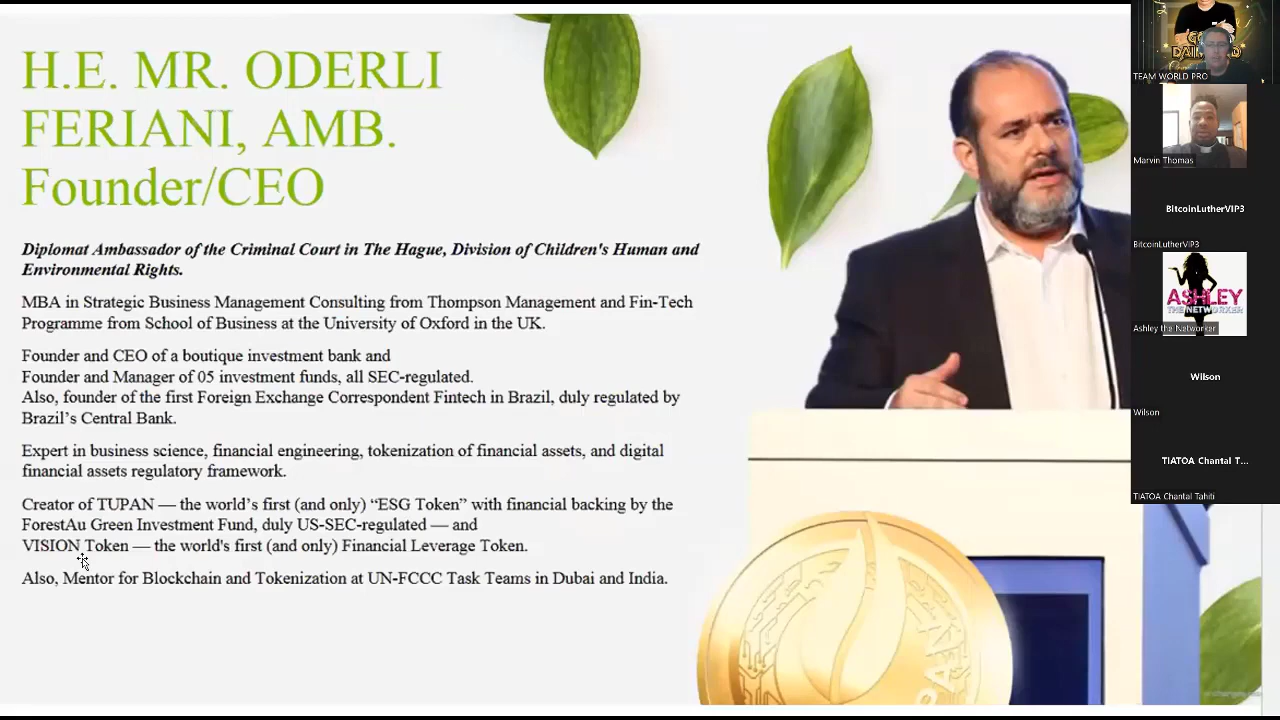 H.E. MR. ODERLI
FERIANI, AMB.
Founder/CEO
Diplomat Ambassador of the Criminal Court in The Hague, Division of Children's Human and
Environmental Rights.
MBA in Strategic Business Management Consulting from Thompson Management and Fin-Tech
Programme from School of Business at the University of Oxford in the UK.
Founder and CEO of a boutique investment bank and
Founder and Manager of 05 investment funds, all SEC-regulated.
Also, founder of the first Foreign Exchange Correspondent Fintech in Brazil, duly regulated by
Brazil’s Central Bank.
Expert in business science, financial engineering, tokenization of financial assets, and digital
financial assets regulatory framework.
Creator of TUPAN — the world’s first (and only) “ESG Token” with financial backing by the
ForestAu Green Investment Fund, duly US-SEC-regulated — and
VISION Token — the world's first (and only) Financial Leverage Token.
Also, Mentor for Blockchain and Tokenization at UN-FCCC Task Teams in Dubai and India.
TEAM WORLD PRO
Marvin Thomas
BitcoinLutherVIP3
BitcoinLutherVIP3
ASHLEY
THE NETWORKER
Ashley the Networker
Wilson
Wilson
TIATOA Chantal T...
TIATOA Chantal Tahiti